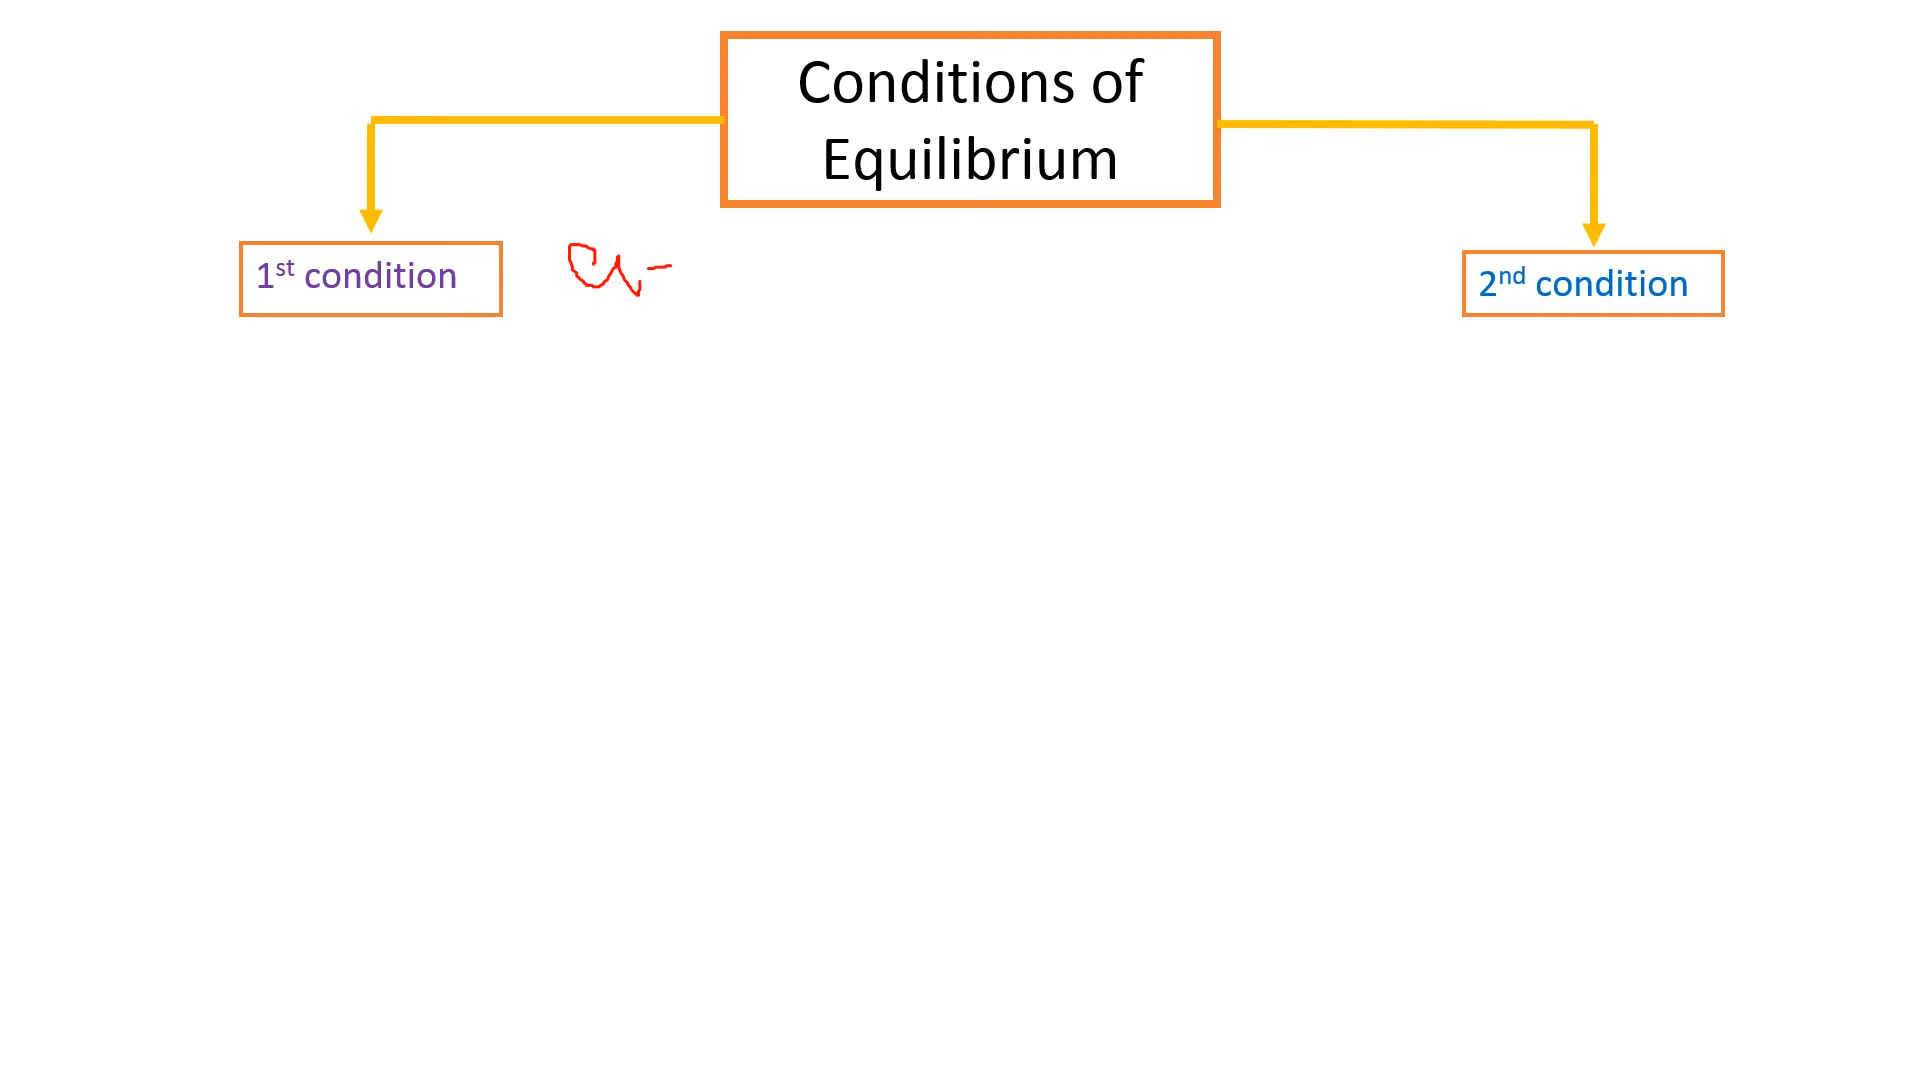 Conditions of
Equilibrium
1st condition
2nd condition